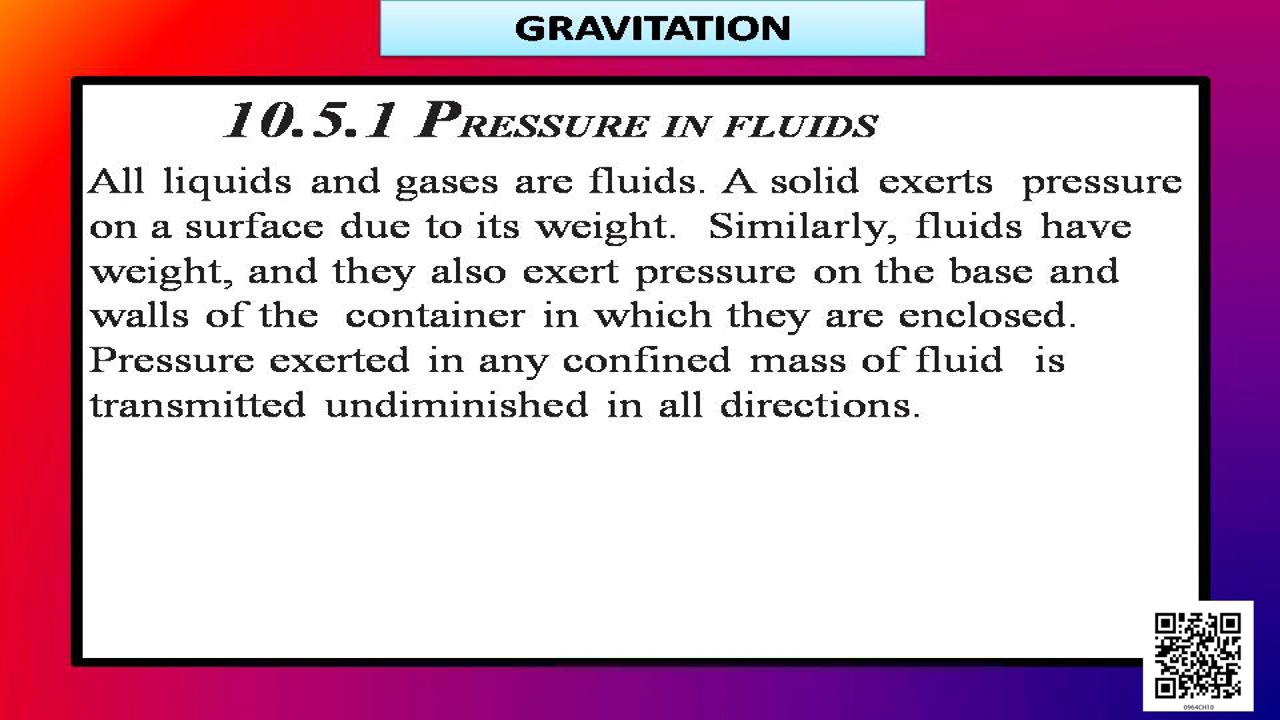 GRAVITATION
10.5.1 PRESSURE IN FLUIDS
All liquids and gases are fluids. A solid exerts pressure
on a surface due to its weight. Similarly, fluids have
weight, and they also exert pressure on the base and
walls of the container in which they are enclosed.
Pressure exerted in any confined mass of fluid is
transmitted undiminished in all directions.
0964CH10